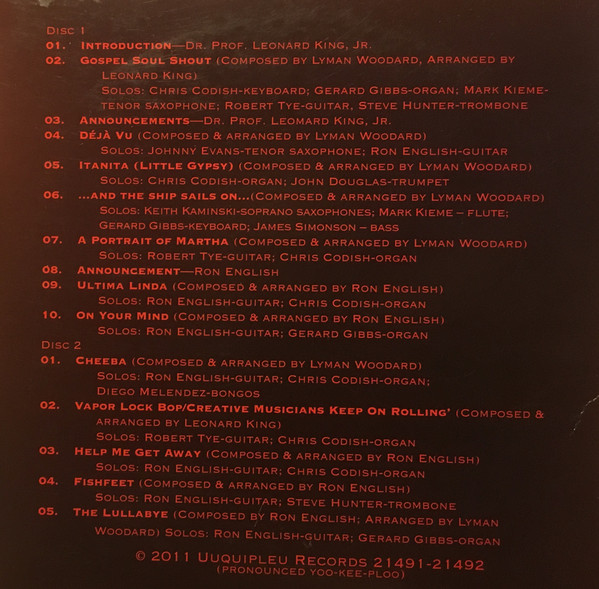 Disc 1
01. Introduction—Dr. Prof. Leonard King, Jr.
02. Gospel Soul Shout (Composed by Lyman Woodard, Arranged by
Leonard King)
Solos: Chris Codish-keyboard; Gerard Gibbs-organ; Mark Kieme-
tenor saxophone; Robert Tye-guitar, Steve Hunter-trombone
03. Announcements—Dr. Prof. Leomard King, Jr.
04. Déjà Vu (Composed & arranged by Lyman Woodard)
Solos: Johnny Evans-tenor saxophone; Ron English-guitar
05. Itanita (Little Gypsy) (Composed & arranged by Lyman Woodard)
Solos: Chris Codish-organ; John Douglas-trumpet
06. ...and the ship sails on...(Composed & arranged by Lyman Woodard)
Solos: Keith Kaminski-soprano saxophones; Mark Kieme – flute;
Gerard Gibbs-keyboard; James Simonson – bass
07. A Portrait of Martha (Composed & arranged by Lyman Woodard)
Solos: Robert Tye-guitar; Chris Codish-organ
08. Announcement—Ron English
09. Ultima Linda (Composed & arranged by Ron English)
Solos: Ron English-guitar; Chris Codish-organ
10. On Your Mind (Composed & arranged by Ron English)
Solos: Ron English-guitar; Gerard Gibbs-organ
Disc 2
01. Cheeba (Composed & arranged by Lyman Woodard)
Solos: Ron English-guitar; Chris Codish-organ;
Diego Melendez-bongos
02. Vapor Lock Bop/Creative Musicians Keep On Rolling' (Composed &
arranged by Leonard King)
Solos: Robert Tye-guitar; Chris Codish-organ
03. Help Me Get Away (Composed & arranged by Ron English)
Solos: Ron English-guitar; Chris Codish-organ
04. Fishfeet (Composed & arranged by Ron English)
Solos: Ron English-guitar; Steve Hunter-trombone
05. The Lullabye (Composed by Ron English; Arranged by Lyman
Woodard) Solos: Ron English-guitar; Gerard Gibbs-organ
© 2011 Uuquipleu Records 21491-21492
(pronounced yoo-kee-ploo)